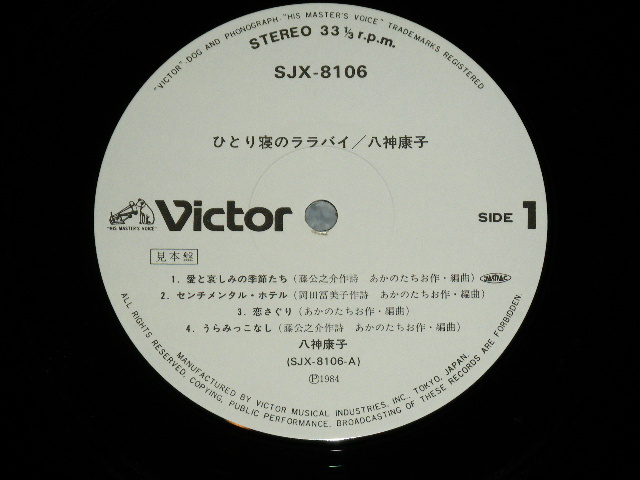 "VICTOR"-DOG AND PHONOGRAPH-"HIS MASTER'S VOICE" TRADEMARKS REGISTERED
STEREO 33 1/3 r.p.m.
SJX-8106
ひとり寝のララバイ/八神康子
"HIS MASTER'S VOICE"
Victor
SIDE 1
見本盤
1. 愛と哀しみの季節たち(藤公之介作詩 あかのたちお作・編曲)
2. センチメンタル・ホテル(岡田冨美子作詩 あかのたちお作・編曲)
3. 恋さぐり(あかのたちお作・編曲)
4. うらみっこなし(藤公之介作詩 あかのたちお作・編曲)
八神康子
(SJX-8106-A)
Ⓟ1984
ALL RIGHTS RESERVED, COPYING, PUBLIC PERFORMANCE, BROADCASTING OF THESE RECORDS ARE FORBIDDEN
MANUFACTURED BY VICTOR MUSICAL INDUSTRIES, INC., TOKYO, JAPAN.